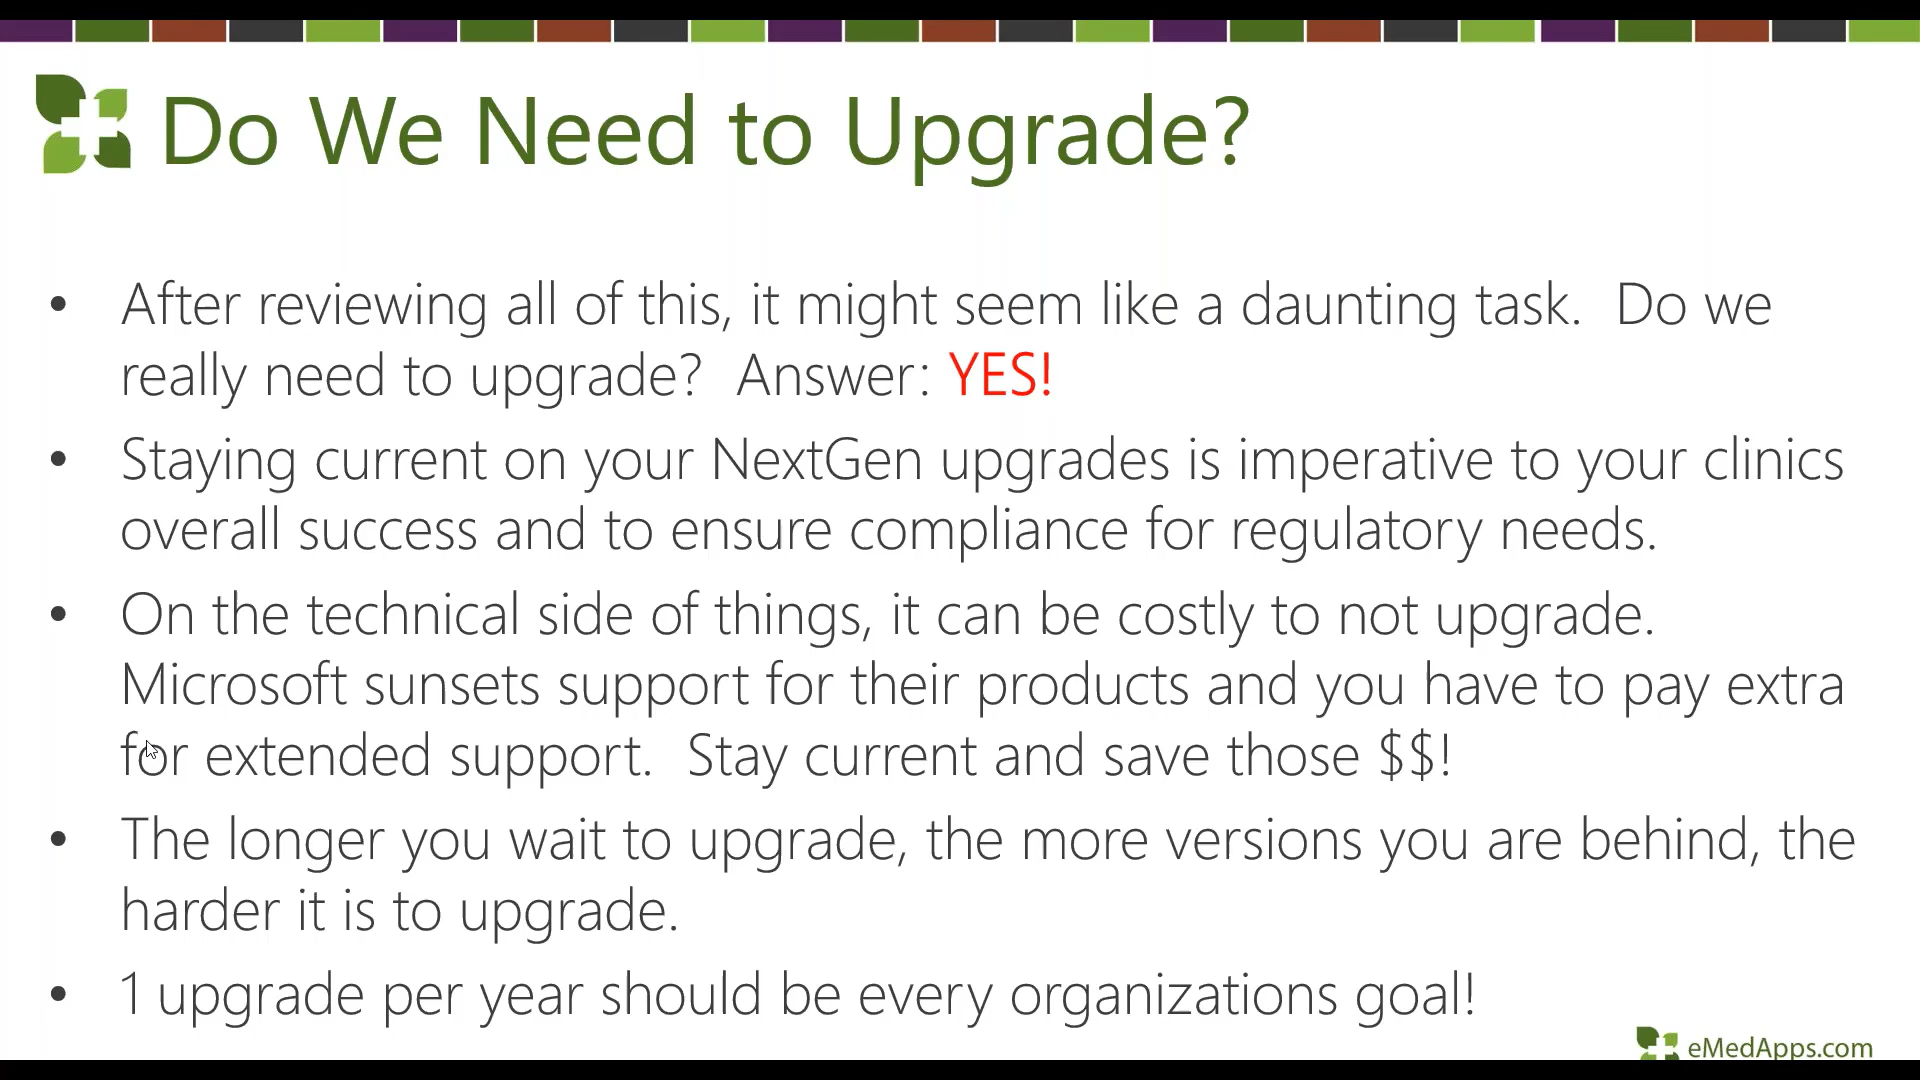 Do We Need to Upgrade?
• After reviewing all of this, it might seem like a daunting task.  Do we
really need to upgrade?  Answer: YES!
• Staying current on your NextGen upgrades is imperative to your clinics
overall success and to ensure compliance for regulatory needs.
• On the technical side of things, it can be costly to not upgrade.
Microsoft sunsets support for their products and you have to pay extra
for extended support.  Stay current and save those $$!
• The longer you wait to upgrade, the more versions you are behind, the
harder it is to upgrade.
• 1 upgrade per year should be every organizations goal!
eMedApps.com